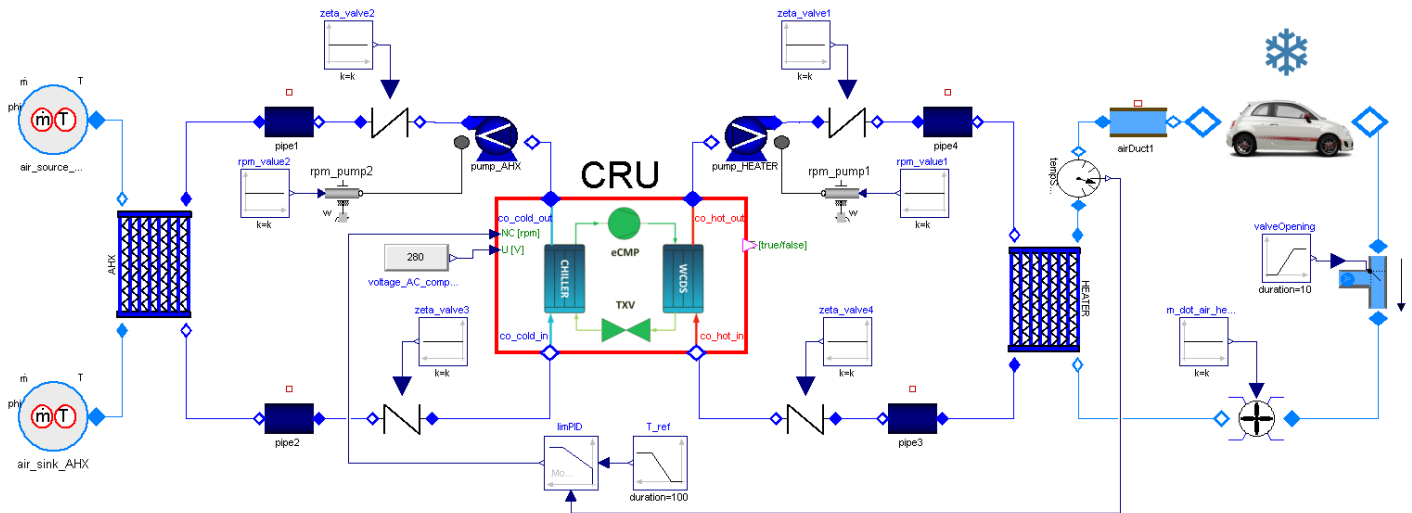 zeta_valve2
k=k
zeta_valve1
k=k
ṁ
T
phi
ṁ
T
air_source_...
pipe1
pump_AHX
pump_HEATER
pipe4
airDuct1
rpm_value2
k=k
rpm_pump2
w
CRU
rpm_pump1
w
rpm_value1
k=k
tempS...
AHX
co_cold_out
co_hot_out
NC [rpm]
U [V]
[true/false]
280
voltage_AC_comp...
eCMP
CHILLER
WCDS
TXV
co_cold_in
co_hot_in
HEATER
valveOpening
duration=10
zeta_valve3
k=k
zeta_valve4
k=k
m_dot_air_he...
k=k
ṁ
T
phi
ṁ
T
air_sink_AHX
pipe2
pipe3
limPID
Mo...
T_ref
duration=100